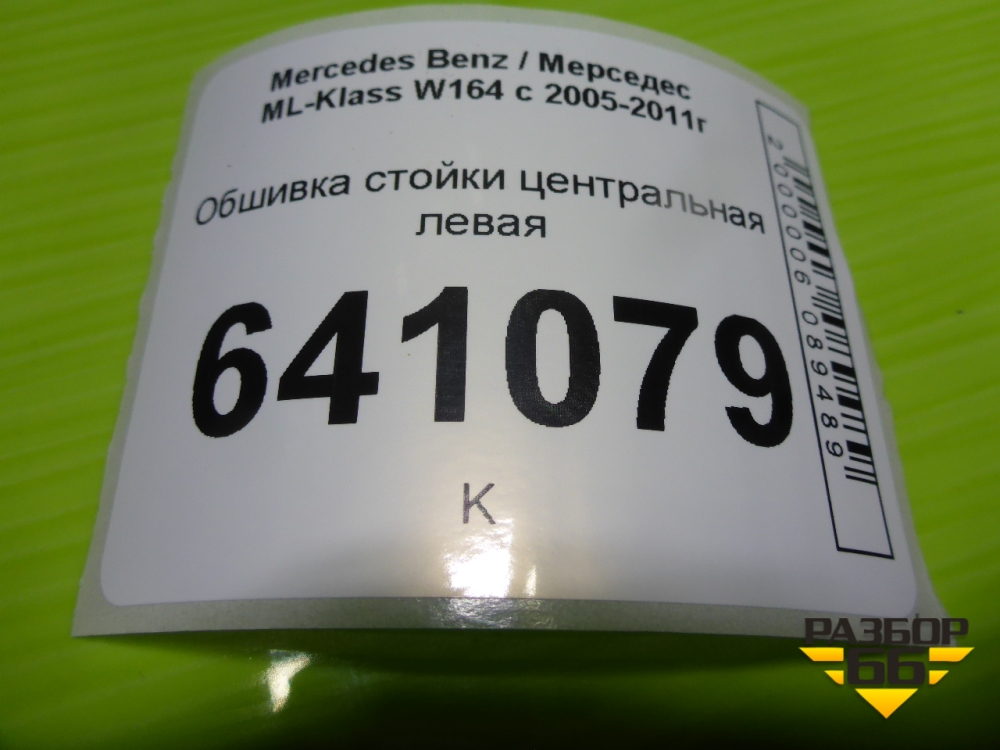 Mercedes Benz / Мерседес
ML-Klass W164 с 2005-2011г
Обшивка стойки центральная
левая
641079
К
2000006089489
РАЗБОР
66